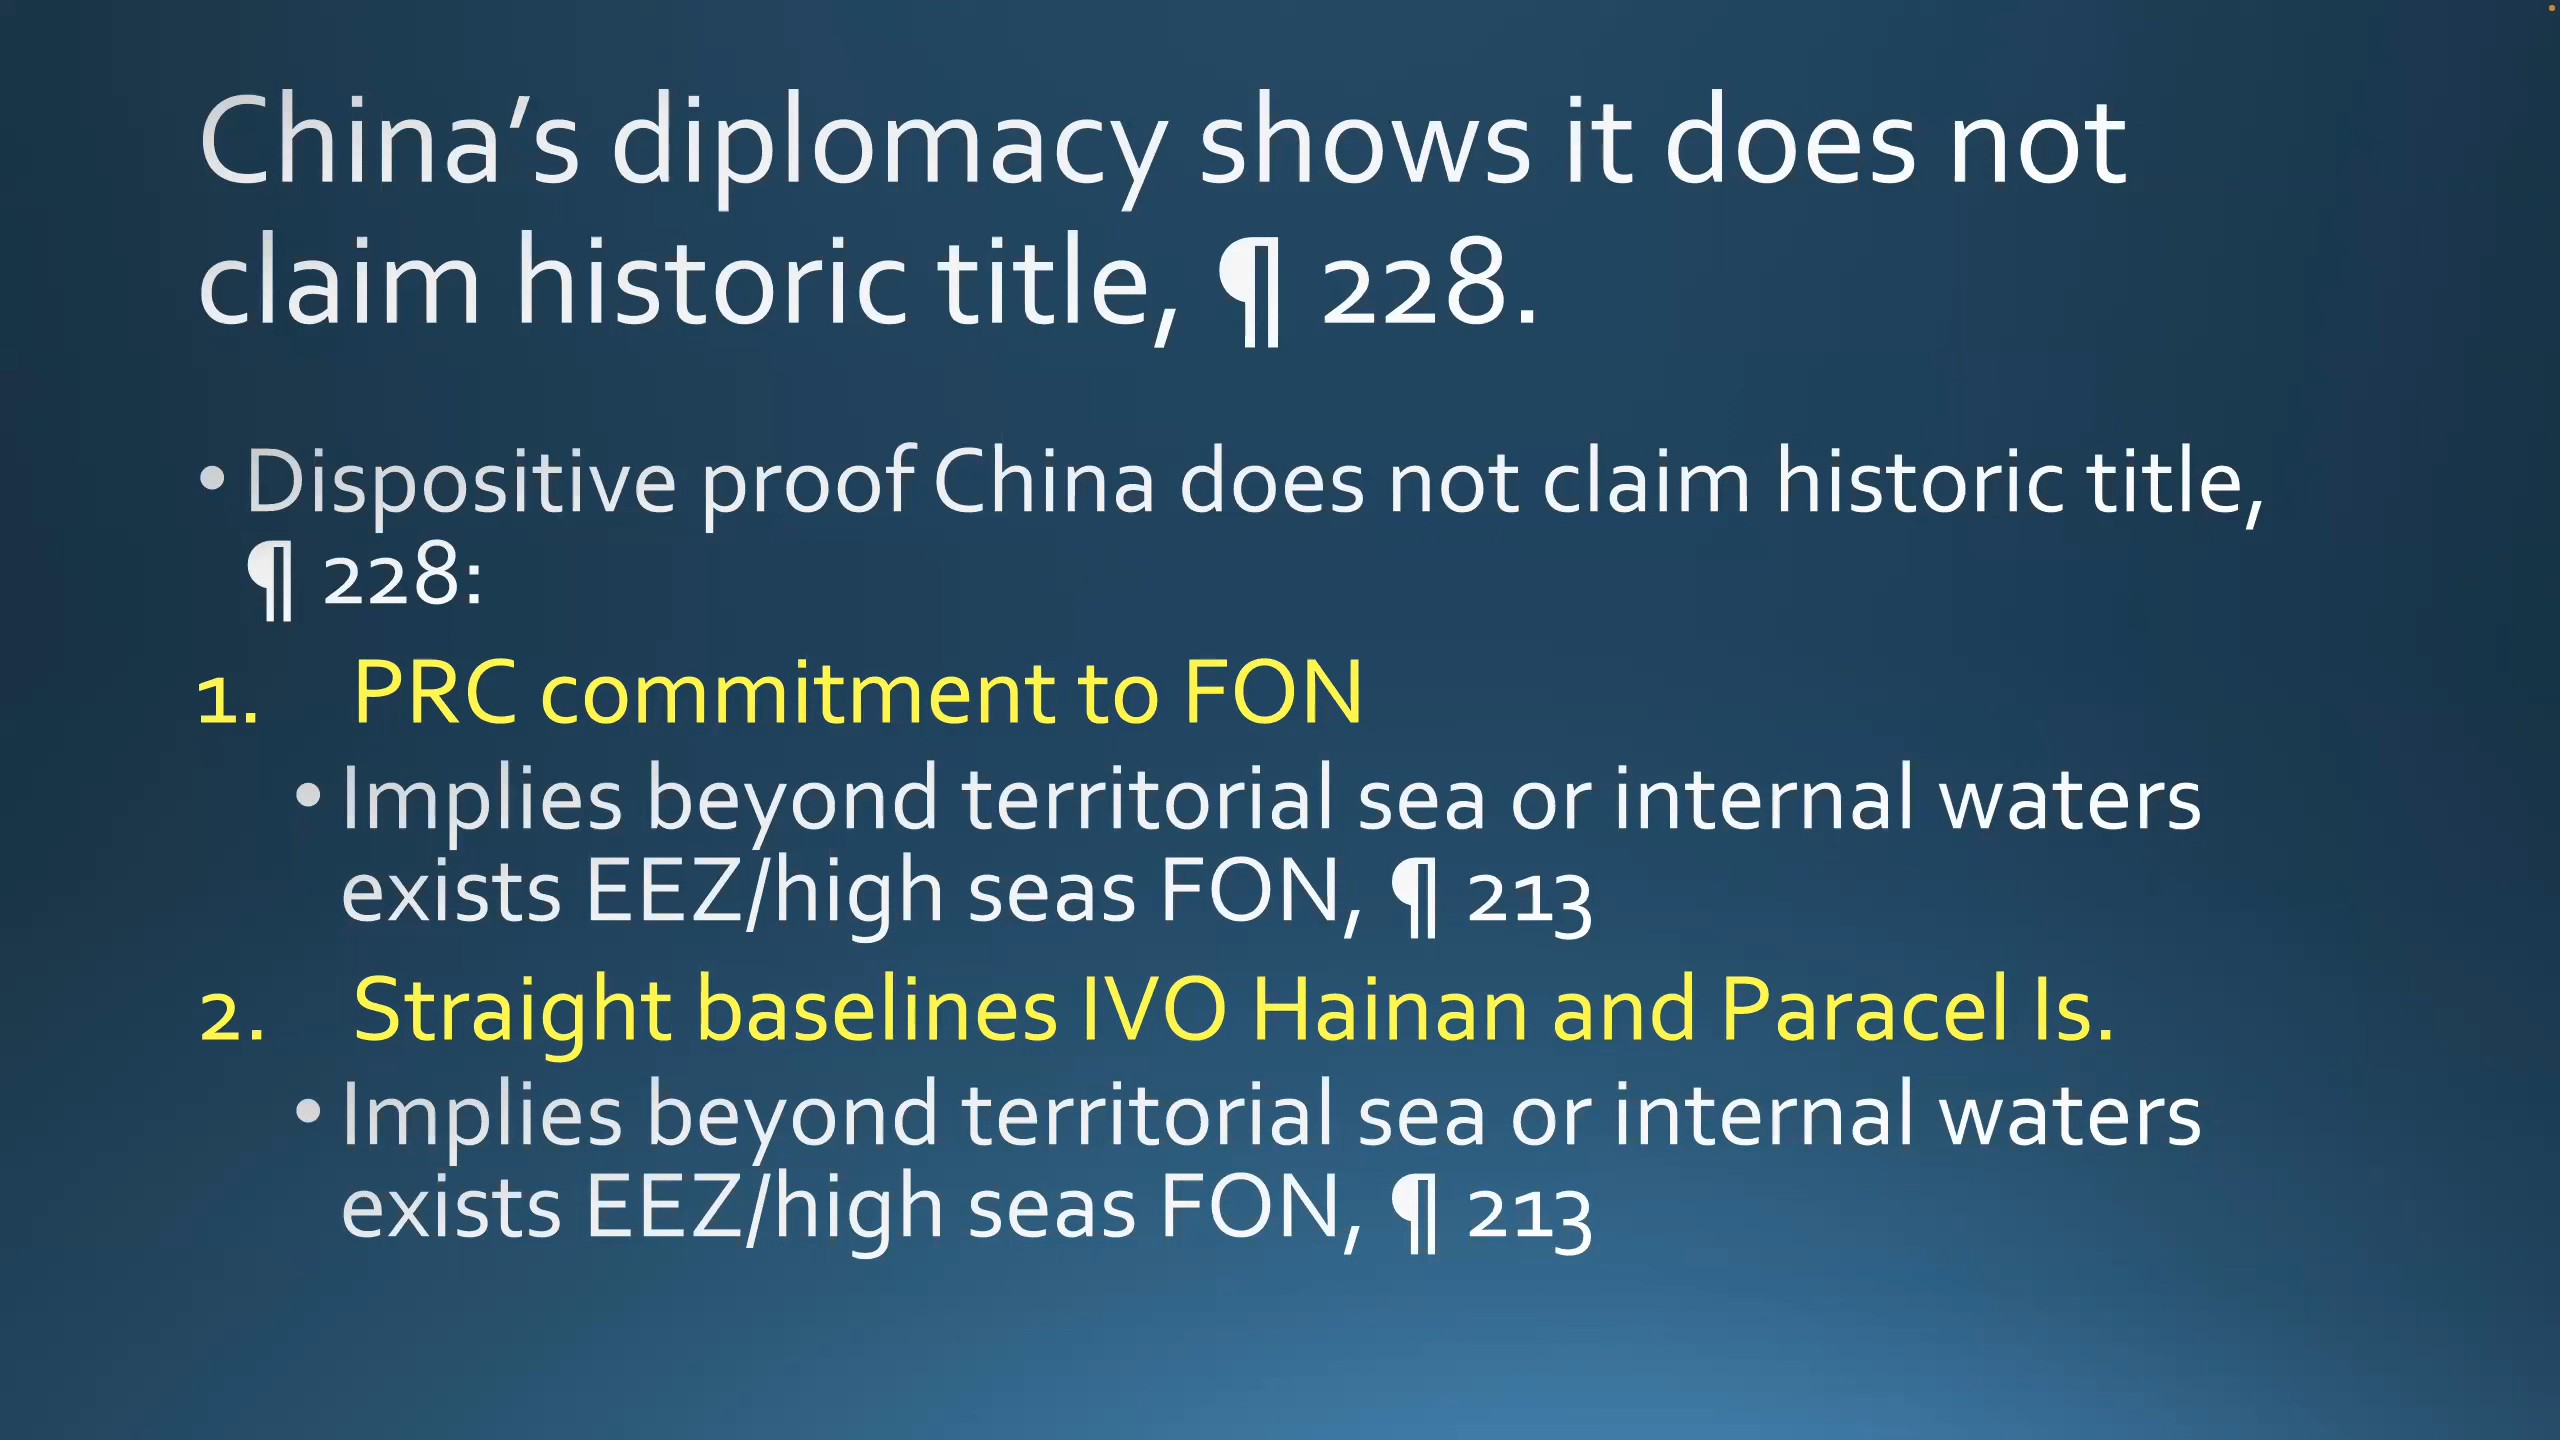 China’s diplomacy shows it does not
claim historic title, ¶ 228.
• Dispositive proof China does not claim historic title,
¶ 228:
1. PRC commitment to FON
• Implies beyond territorial sea or internal waters
exists EEZ/high seas FON, ¶ 213
2. Straight baselines IVO Hainan and Paracel Is.
• Implies beyond territorial sea or internal waters
exists EEZ/high seas FON, ¶ 213